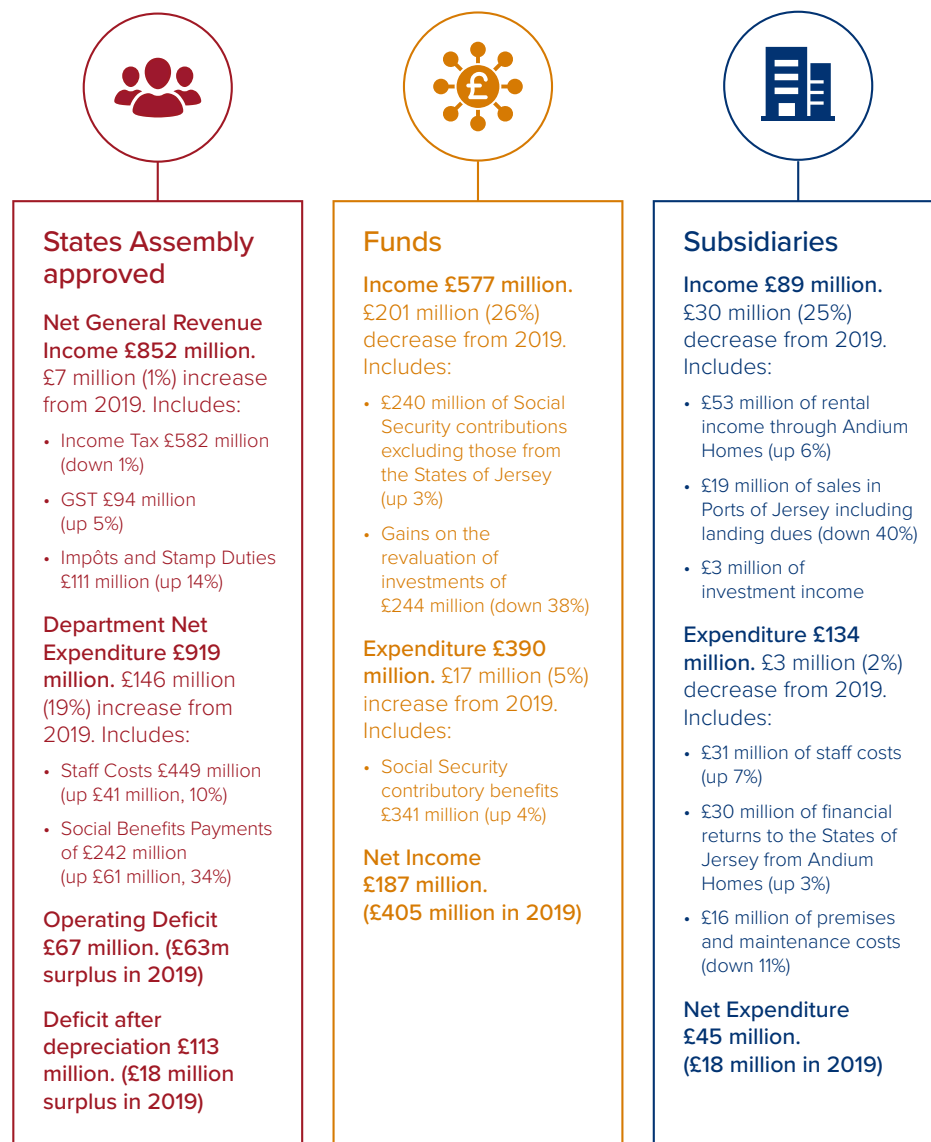 States Assembly
approved
Net General Revenue
Income £852 million.
£7 million (1%) increase
from 2019. Includes:
• Income Tax £582 million
(down 1%)
• GST £94 million
(up 5%)
• Impôts and Stamp Duties
£111 million (up 14%)
Department Net
Expenditure £919
million. £146 million
(19%) increase from
2019. Includes:
• Staff Costs £449 million
(up £41 million, 10%)
• Social Benefits Payments
of £242 million
(up £61 million, 34%)
Operating Deficit
£67 million. (£63m
surplus in 2019)
Deficit after
depreciation £113
million. (£18 million
surplus in 2019)
£
Funds
Income £577 million.
£201 million (26%)
decrease from 2019.
Includes:
• £240 million of Social
Security contributions
excluding those from
the States of Jersey
(up 3%)
• Gains on the
revaluation of
investments of
£244 million (down 38%)
Expenditure £390
million. £17 million (5%)
increase from 2019.
Includes:
• Social Security
contributory benefits
£341 million (up 4%)
Net Income
£187 million.
(£405 million in 2019)
Subsidiaries
Income £89 million.
£30 million (25%)
decrease from 2019.
Includes:
• £53 million of rental
income through Andium
Homes (up 6%)
• £19 million of sales in
Ports of Jersey including
landing dues (down 40%)
• £3 million of
investment income
Expenditure £134
million. £3 million (2%)
decrease from 2019.
Includes:
• £31 million of staff costs
(up 7%)
• £30 million of financial
returns to the States of
Jersey from Andium
Homes (up 3%)
• £16 million of premises
and maintenance costs
(down 11%)
Net Expenditure
£45 million.
(£18 million in 2019)